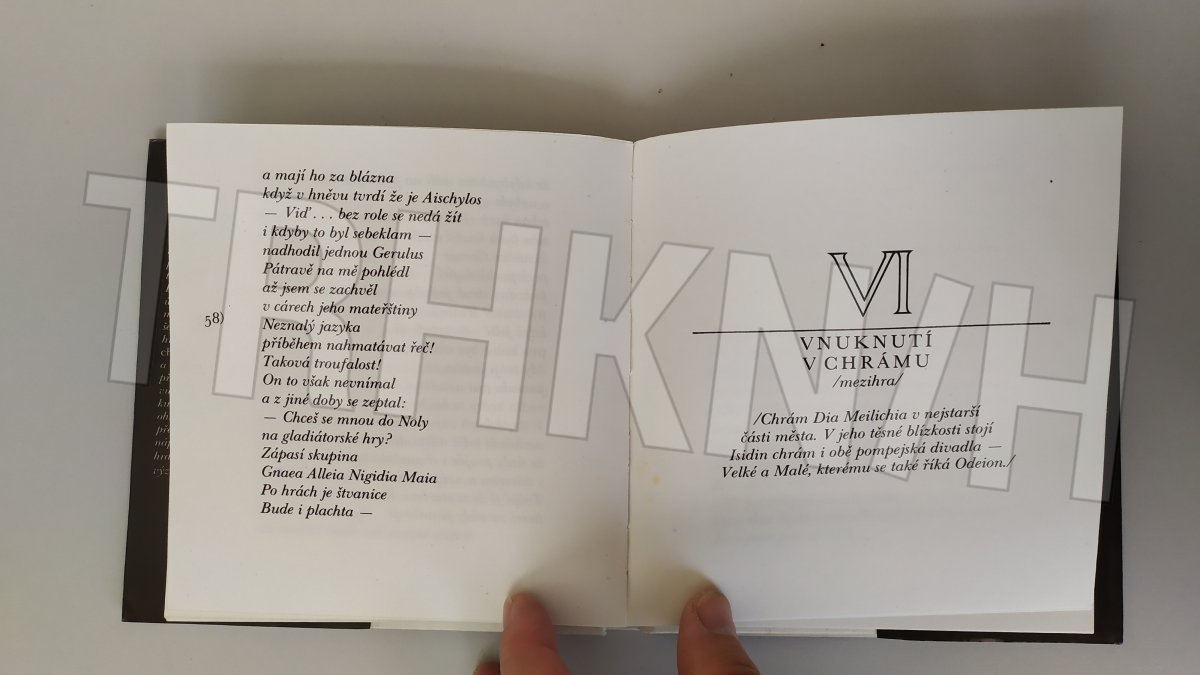 a mají ho za blázna
když v hněvu tvrdí že je Aischylos
— Viď . . . bez role se nedá žít
i kdyby to byl sebeklam —
nadhodil jednou Gerulus
Pátravě na mě pohlédl
až jsem se zachvěl
v cárech jeho mateřštiny
58)
Neznalý jazyka
příběhem nahmatávat řeč!
Taková troufalost!
On to však nevnímal
a z jiné doby se zeptal:
— Chceš se mnou do Noly
na gladiátorské hry?
Zápasí skupina
Gnaea Alleia Nigidia Maia
Po hrách je štvanice
Bude i plachta —
VI
VNUKNUTÍ
V CHRÁMU
/mezihra/
/Chrám Dia Meilichia v nejstarší
části města. V jeho těsné blízkosti stojí
Isidin chrám i obě pompejská divadla —
Velké a Malé, kterému se také říká Odeion./
TRHKNIH